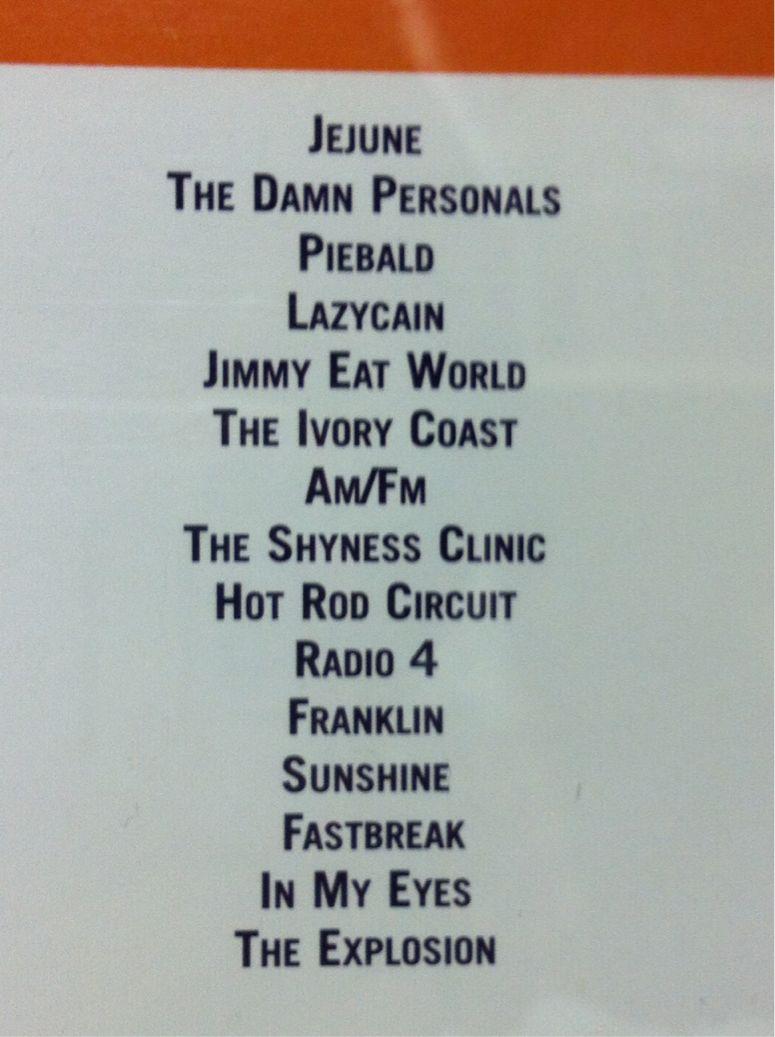 Jejune
The Damn Personals
Piebald
Lazycain
Jimmy Eat World
The Ivory Coast
Am/Fm
The Shyness Clinic
Hot Rod Circuit
Radio 4
Franklin
Sunshine
Fastbreak
In My Eyes
The Explosion